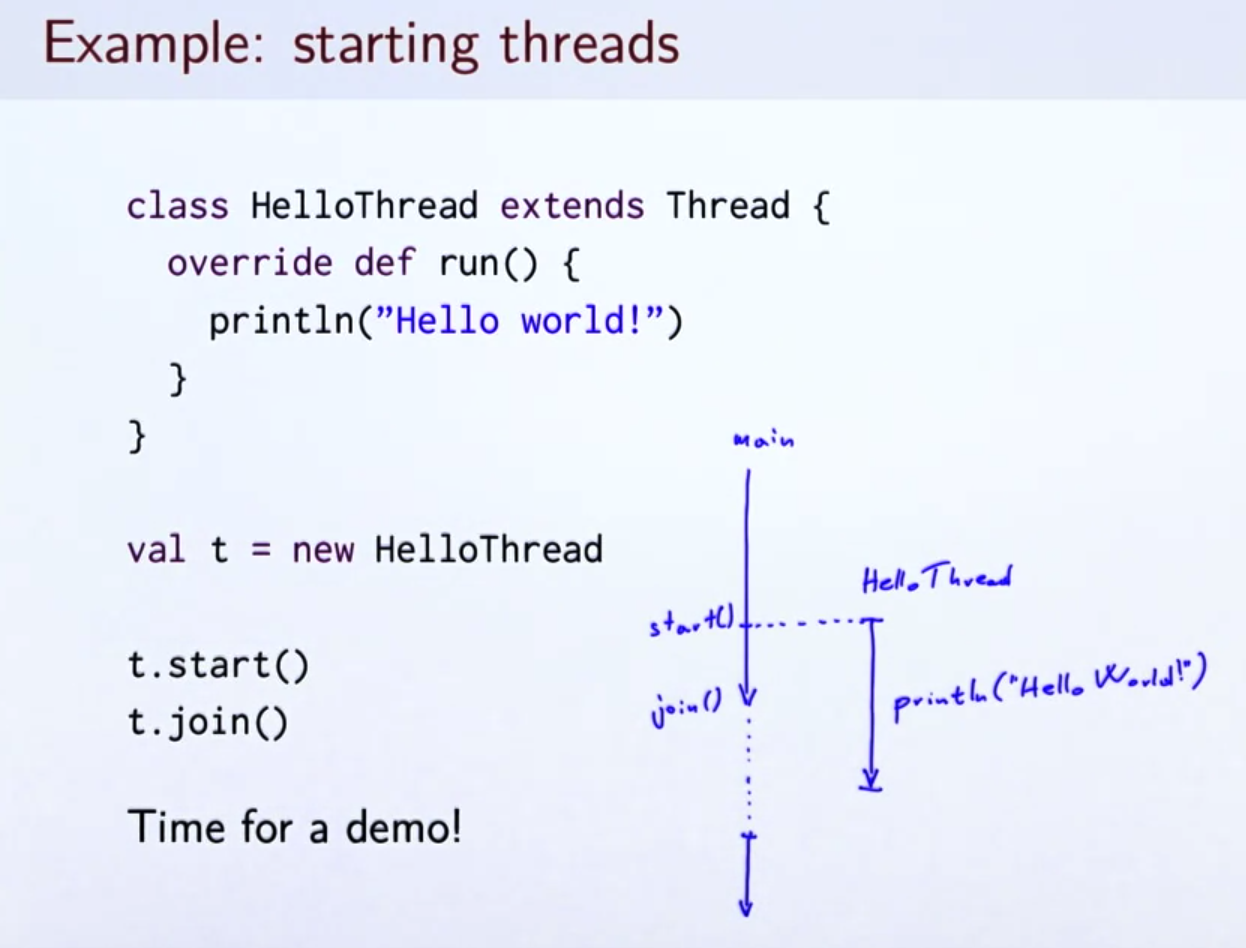 Example: starting threads
class HelloThread extends Thread {
override def run() {
println(”Hello world!”)
}
}
val t = new HelloThread
t.start()
t.join()
Time for a demo!
main
HelloThread
start()
println("Hello World!")
join()